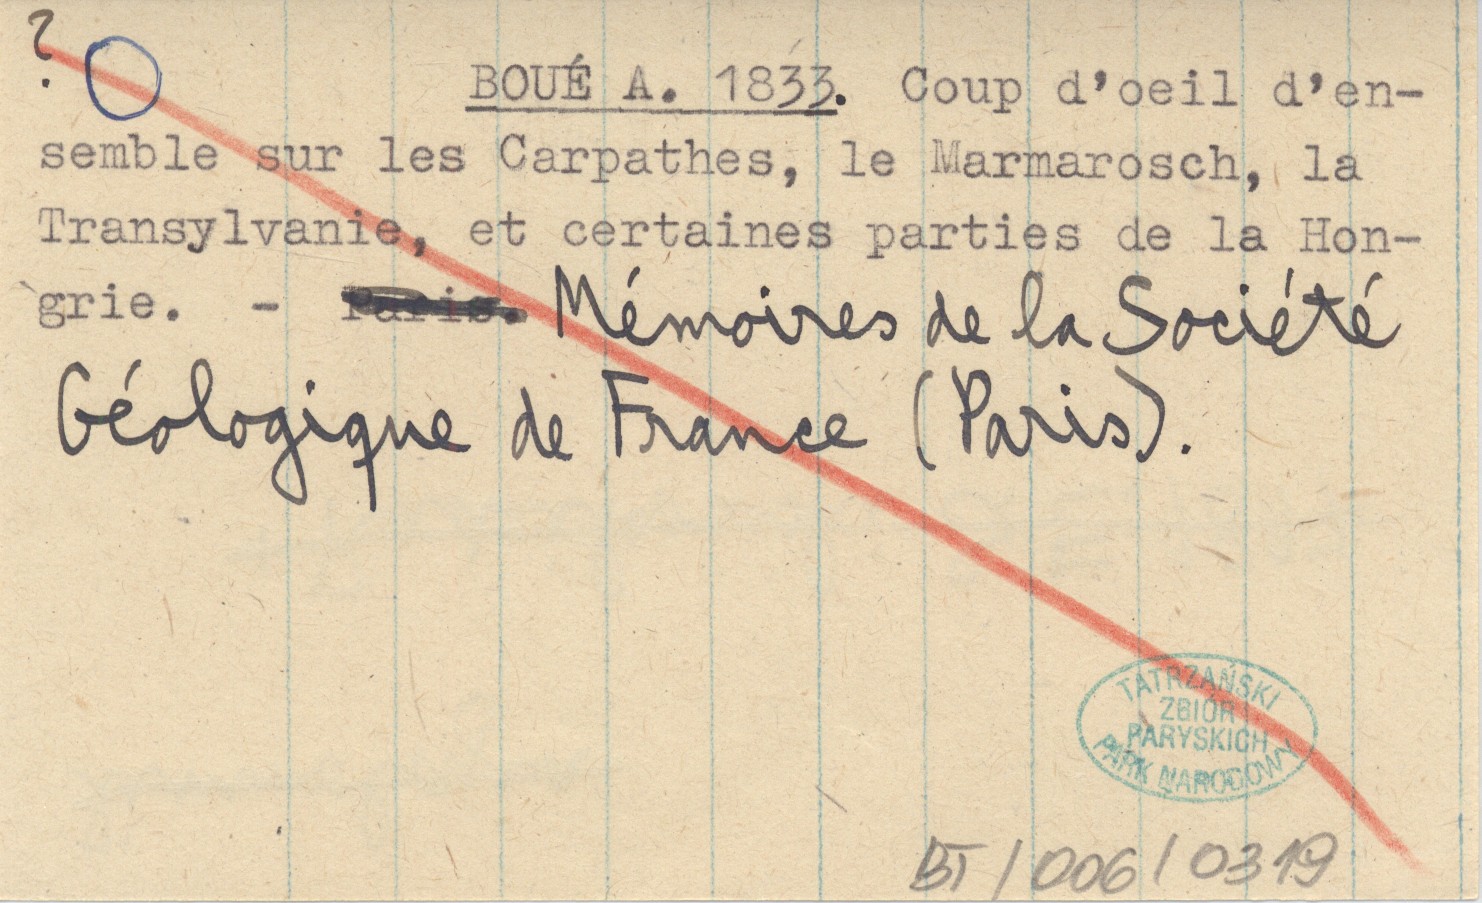 ?
BOUÉ A. 1833. Coup d'oeil d'en-
semble sur les Carpathes, le Marmarosch, la
Transylvanie, et certaines parties de la Hon-
grie. - Paris. Mémoires de la Société
Géologique de France (Paris).
TATRZAŃSKI
ZBIÓR
PARYSKICH
PARK NARODOWY
BT/006/0319